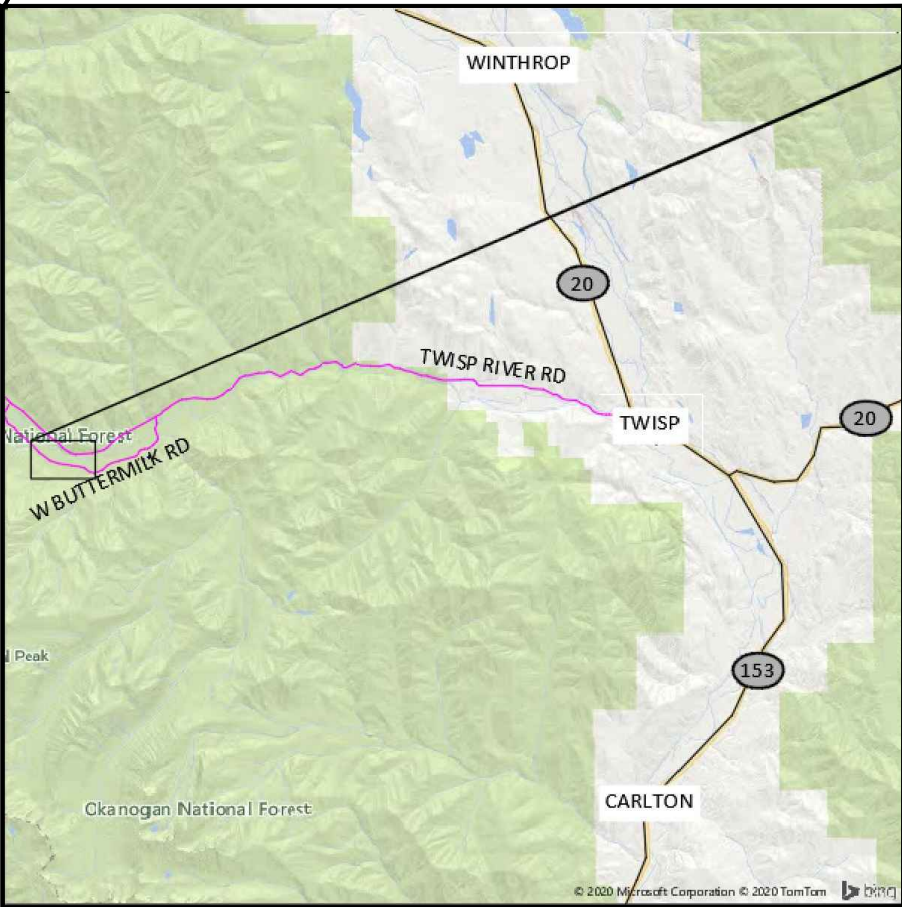 WINTHROP
20
TWISP RIVER RD
TWISP
20
National Forest
W BUTTERMILK RD
Peak
153
CARLTON
Okanogan National Forest
© 2020 Microsoft Corporation © 2020 TomTom bing